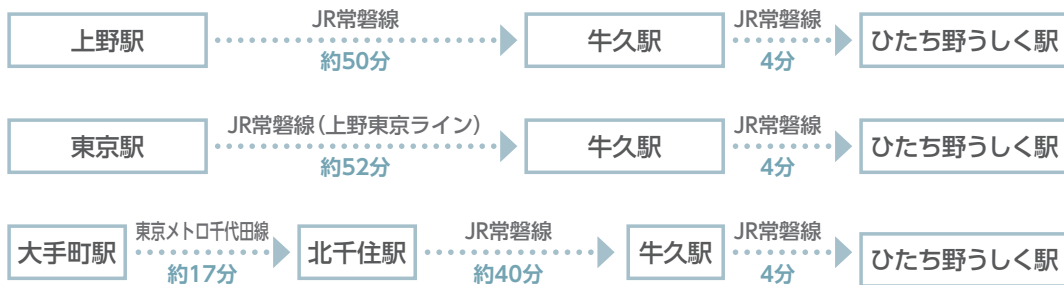 上野駅 JR常磐線 約50分 牛久駅 JR常磐線 4分 ひたち野うしく駅
東京駅 JR常磐線(上野東京ライン) 約52分 牛久駅 JR常磐線 4分 ひたち野うしく駅
大手町駅 東京メトロ千代田線 約17分 北千住駅 JR常磐線 約40分 牛久駅 JR常磐線 4分 ひたち野うしく駅